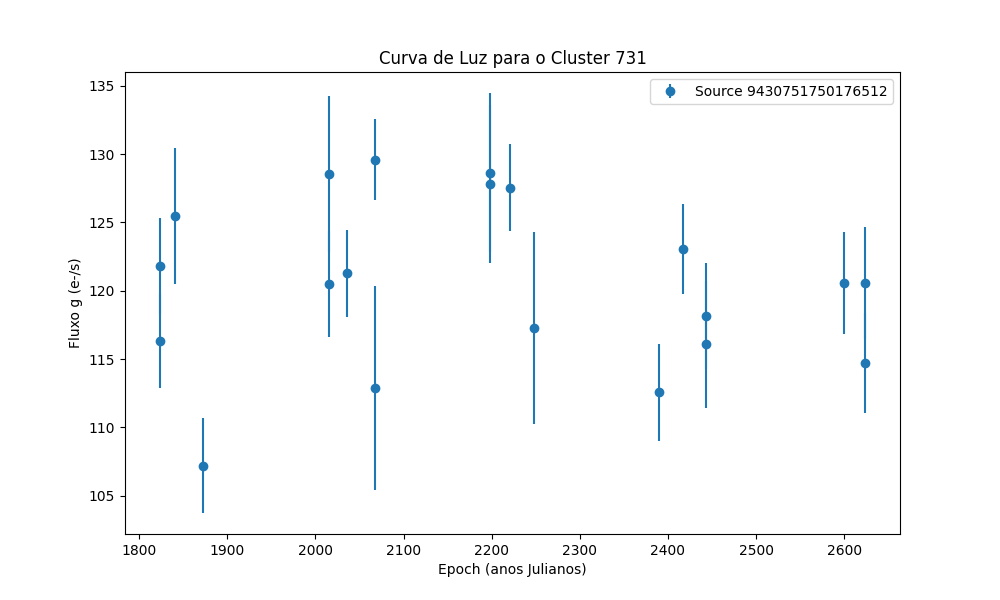 Curva de Luz para o Cluster 731
Source 9430751750176512
Fluxo g (e-/s)
135
130
125
120
115
110
105
1800 1900 2000 2100 2200 2300 2400 2500 2600
Epoch (anos Julianos)